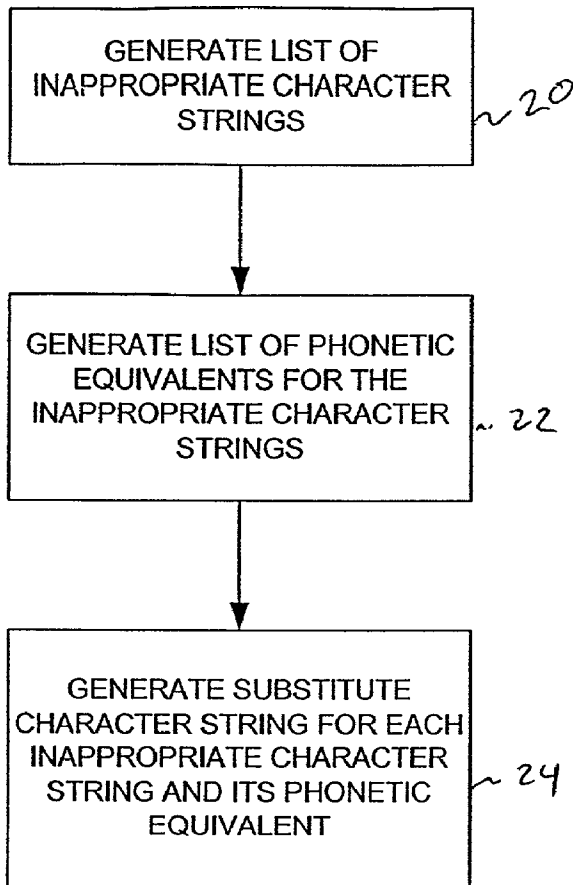 GENERATE LIST OF
INAPPROPRIATE CHARACTER
STRINGS
20
GENERATE LIST OF PHONETIC
EQUIVALENTS FOR THE
INAPPROPRIATE CHARACTER
STRINGS
22
GENERATE SUBSTITUTE
CHARACTER STRING FOR EACH
INAPPROPRIATE CHARACTER
STRING AND ITS PHONETIC
EQUIVALENT
24